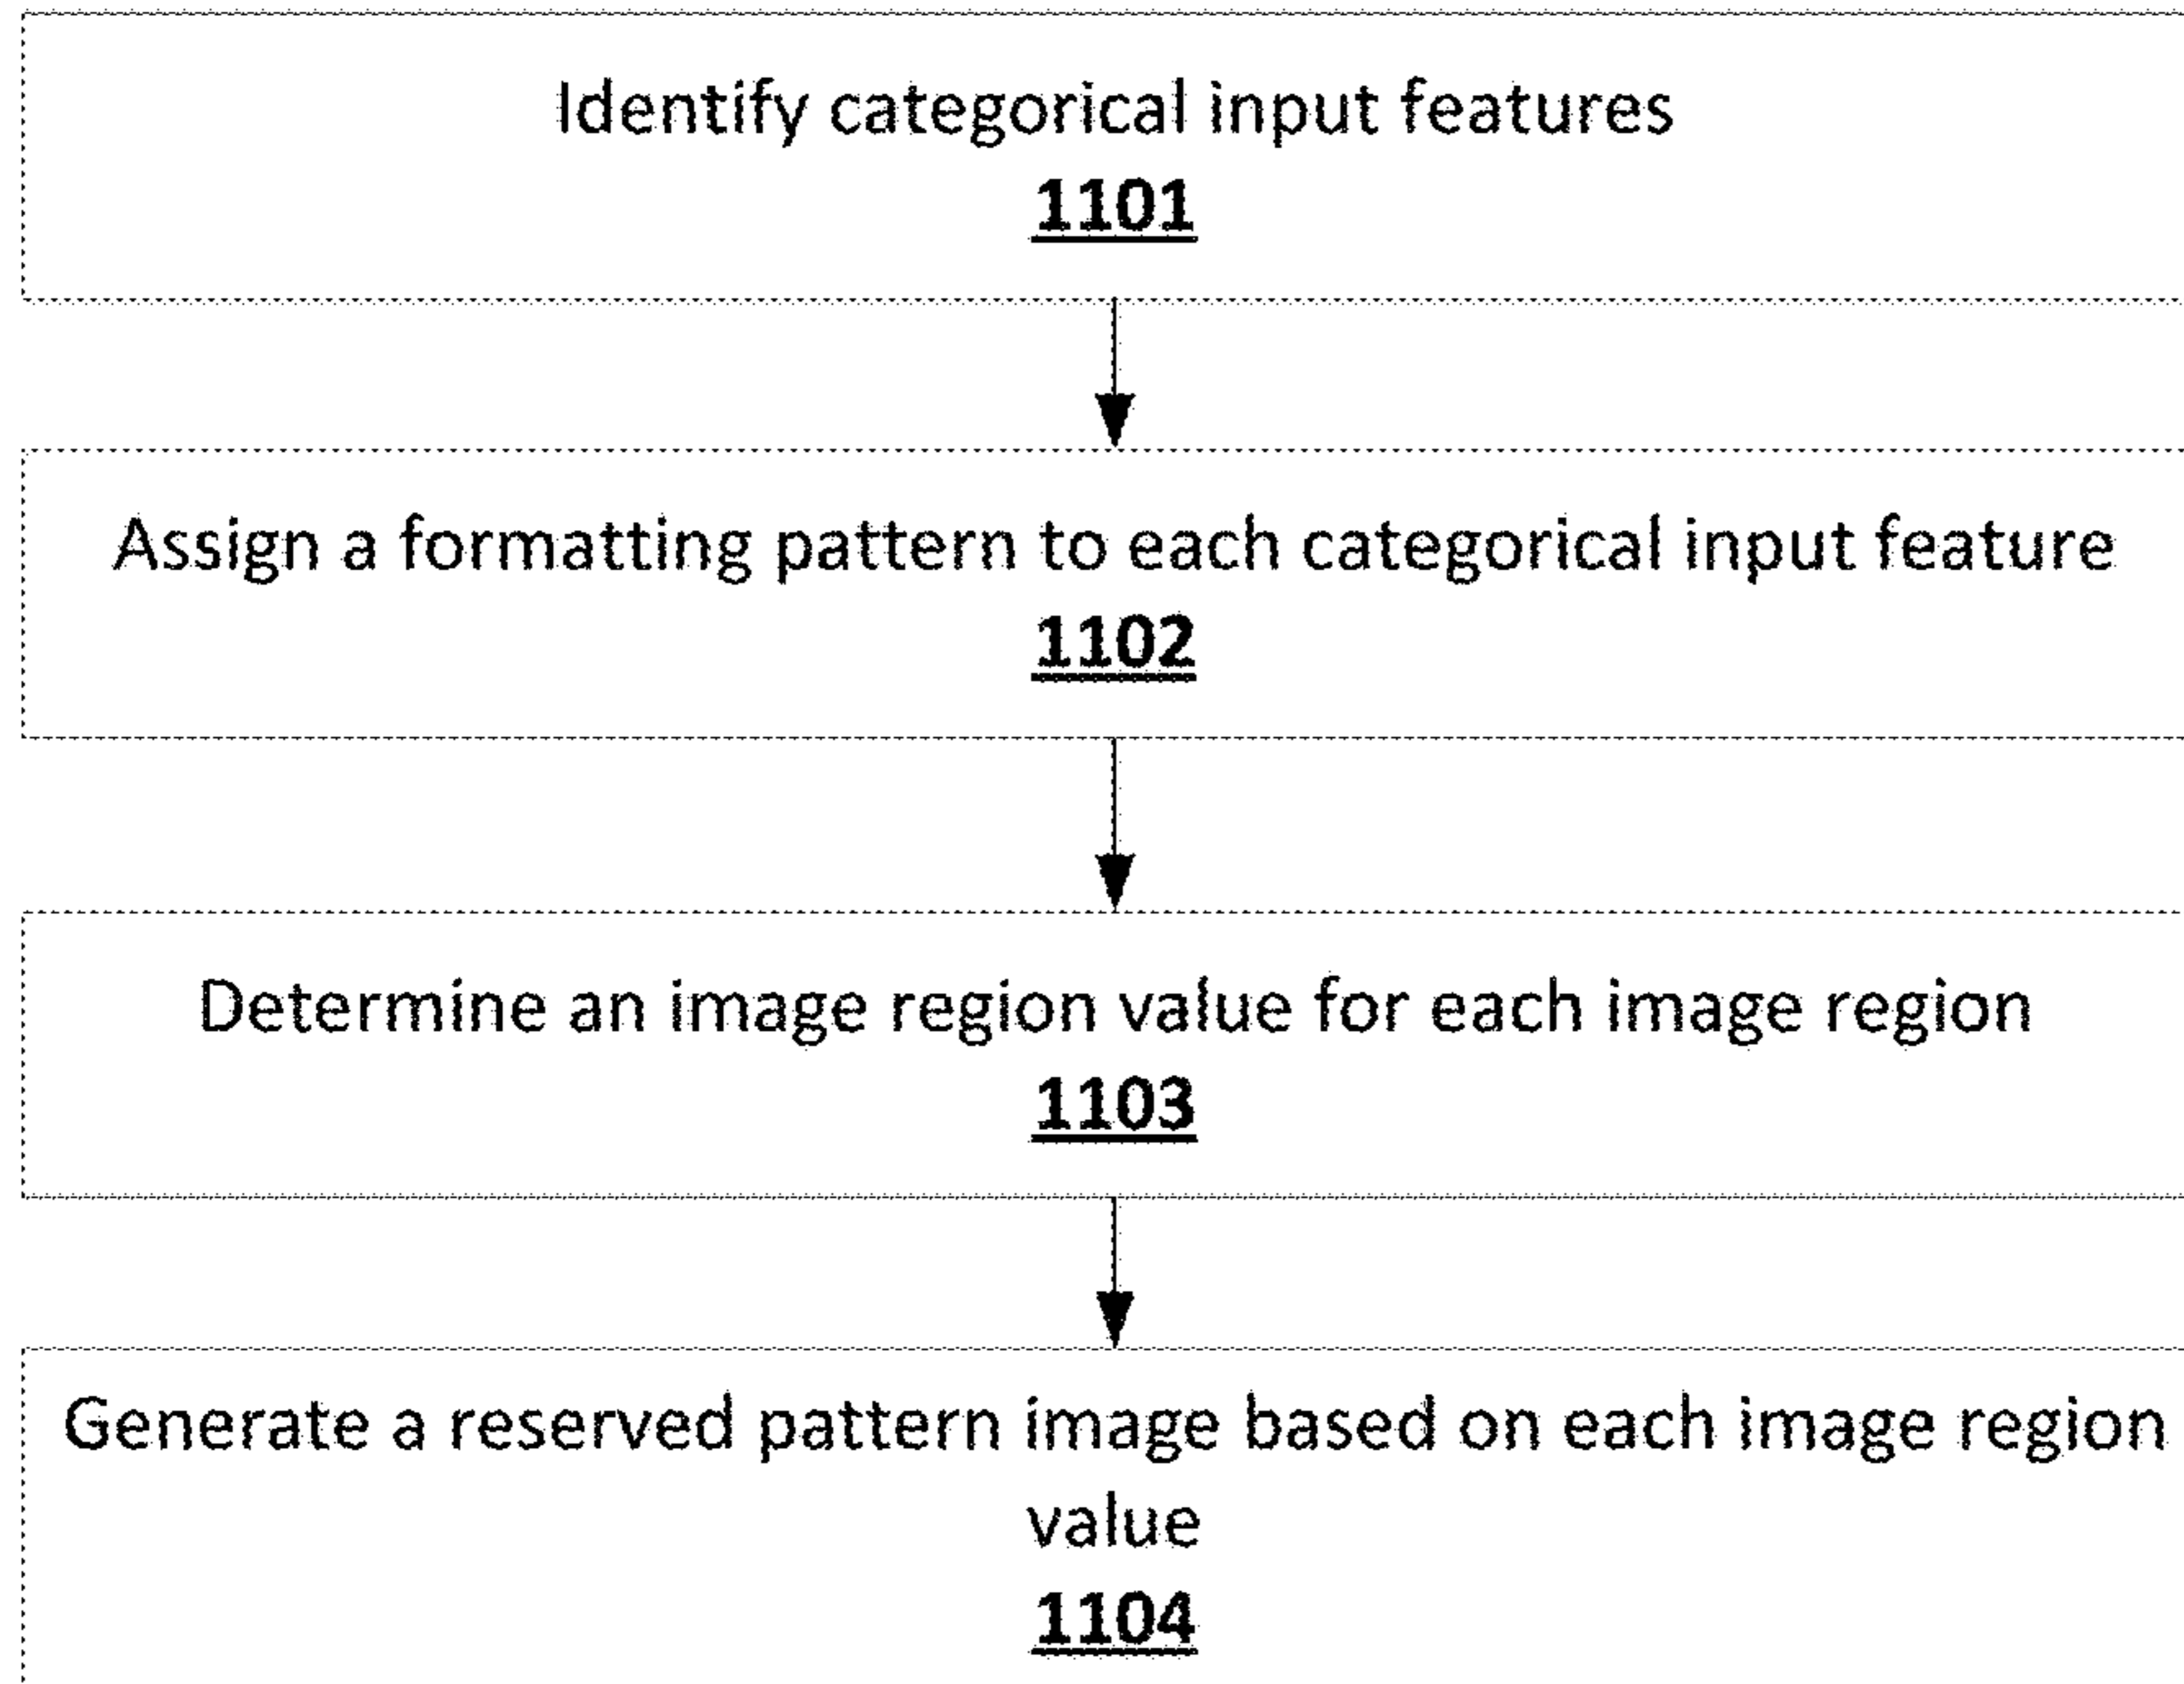 Identify categorical input features
1101
Assign a formatting pattern to each categorical input feature
1102
Determine an image region value for each image region
1103
Generate a reserved pattern image based on each image region
value
1104